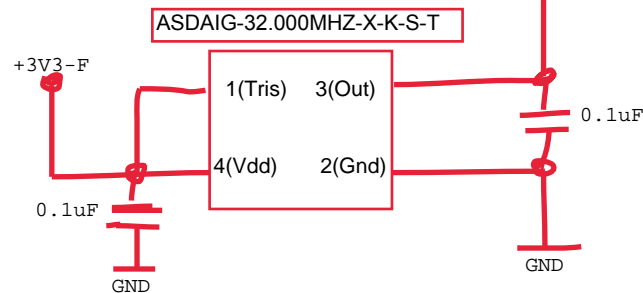 ASDAIG-32.000MHZ-X-K-S-T
+3V3-F
1(Tris) 3(Out)
0.1uF
4(Vdd) 2(Gnd)
0.1uF
GND
GND